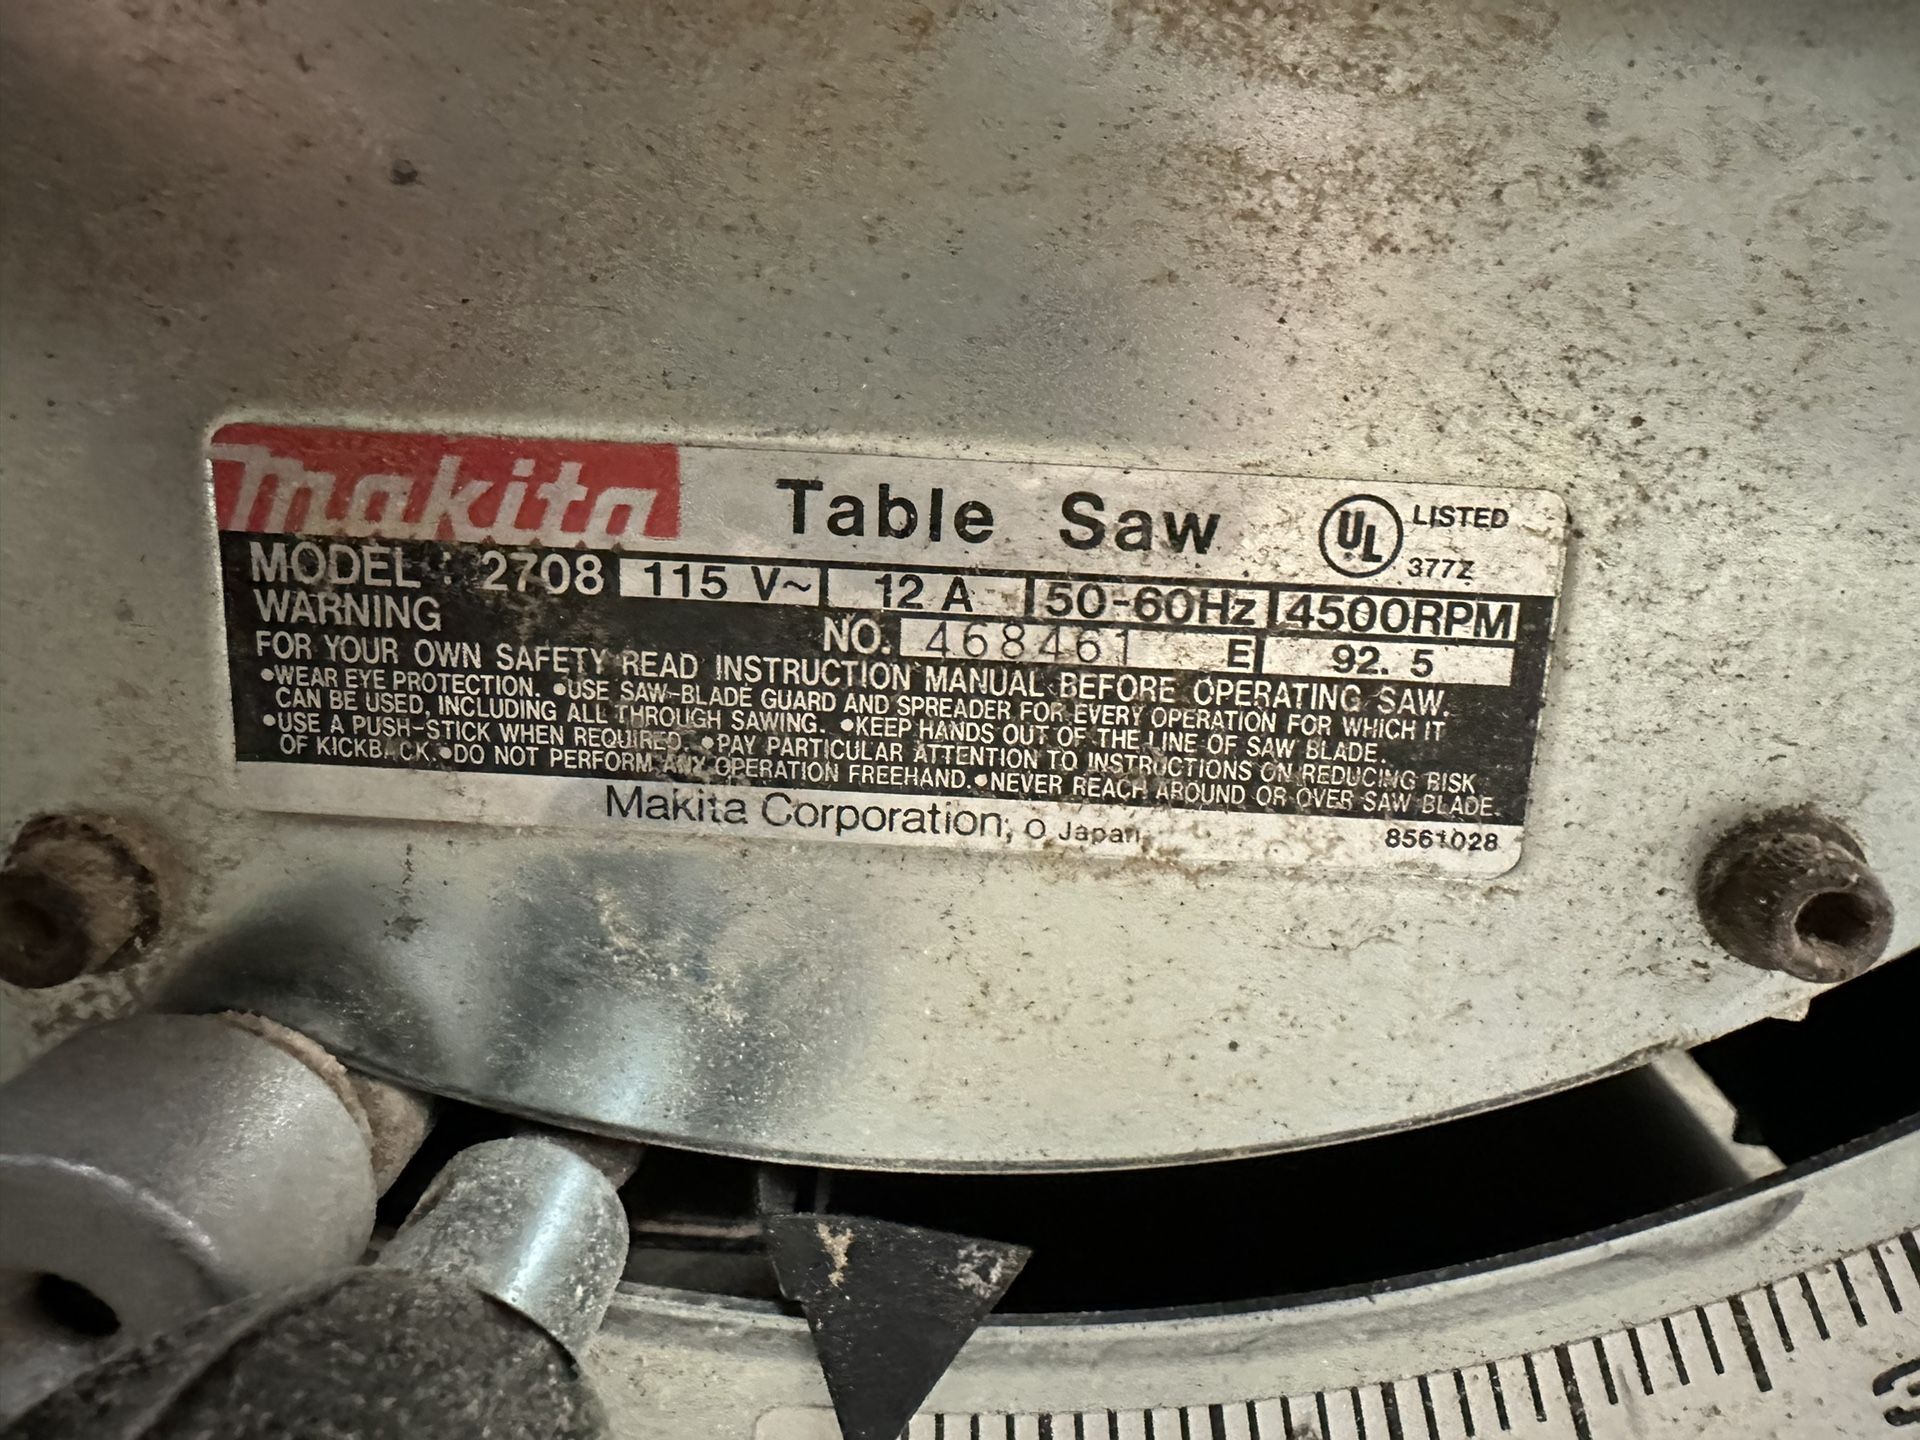 makita Table Saw UL LISTED
377Z
MODEL : 2708 115 V~ 12 A 50-60Hz 4500RPM
WARNING NO. 468461 E 92. 5
FOR YOUR OWN SAFETY READ INSTRUCTION MANUAL BEFORE OPERATING SAW.
●WEAR EYE PROTECTION. ●USE SAW-BLADE GUARD AND SPREADER FOR EVERY OPERATION FOR WHICH IT
CAN BE USED, INCLUDING ALL THROUGH SAWING. ●KEEP HANDS OUT OF THE LINE OF SAW BLADE.
●USE A PUSH-STICK WHEN REQUIRED. ●PAY PARTICULAR ATTENTION TO INSTRUCTIONS ON REDUCING RISK
OF KICKBACK.●DO NOT PERFORM ANY OPERATION FREEHAND.●NEVER REACH AROUND OR OVER SAW BLADE.
Makita Corporation, O Japan
8561028